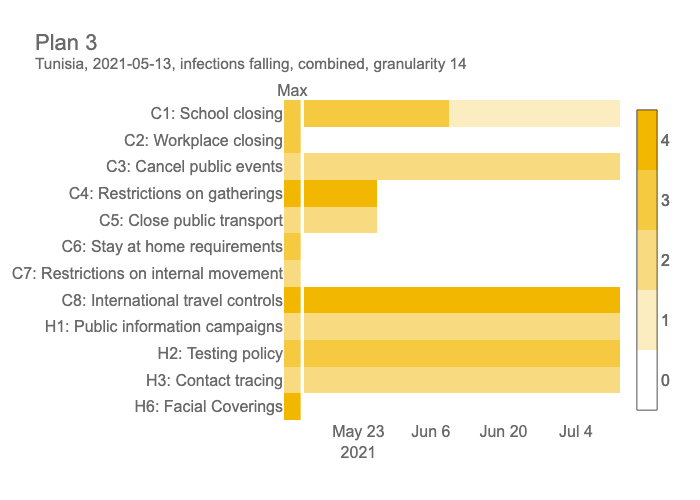 Plan 3
Tunisia, 2021-05-13, infections falling, combined, granularity 14
Max
C1: School closing
C2: Workplace closing
C3: Cancel public events
C4: Restrictions on gatherings
C5: Close public transport
C6: Stay at home requirements
C7: Restrictions on internal movement
C8: International travel controls
H1: Public information campaigns
H2: Testing policy
H3: Contact tracing
H6: Facial Coverings
May 23 Jun 6 Jun 20 Jul 4
2021
4
3
2
1
0